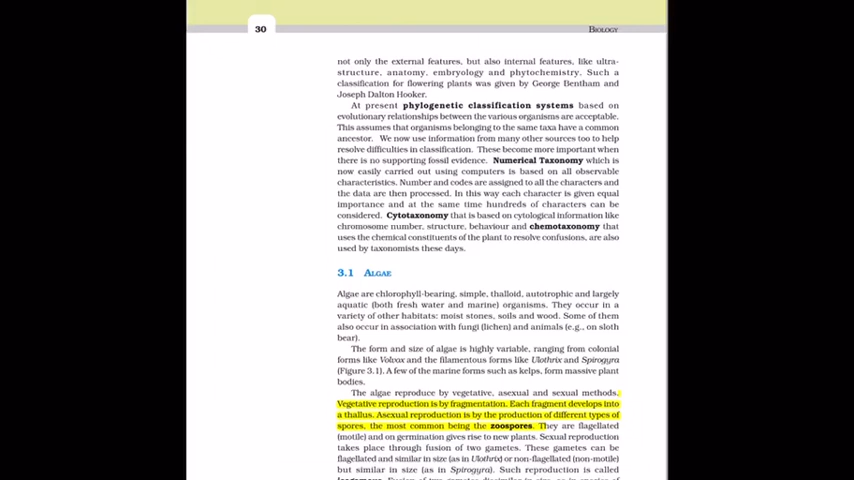 30
BIOLOGY
not only the external features, but also internal features, like ultra-
structure, anatomy, embryology and phytochemistry. Such a
classification for flowering plants was given by George Bentham and
Joseph Dalton Hooker.
At present phylogenetic classification systems based on
evolutionary relationships between the various organisms are acceptable.
This assumes that organisms belonging to the same taxa have a common
ancestor. We now use information from many other sources too to help
resolve difficulties in classification. These become more important when
there is no supporting fossil evidence. Numerical Taxonomy which is
now easily carried out using computers is based on all observable
characteristics. Number and codes are assigned to all the characters and
the data are then processed. In this way each character is given equal
importance and at the same time hundreds of characters can be
considered. Cytotaxonomy that is based on cytological information like
chromosome number, structure, behaviour and chemotaxonomy that
uses the chemical constituents of the plant to resolve confusions, are also
used by taxonomists these days.
3.1 ALGAE
Algae are chlorophyll-bearing, simple, thalloid, autotrophic and largely
aquatic (both fresh water and marine) organisms. They occur in a
variety of other habitats: moist stones, soils and wood. Some of them
also occur in association with fungi (lichen) and animals (e.g., on sloth
bear).
The form and size of algae is highly variable, ranging from colonial
forms like Volvox and the filamentous forms like Ulothrix and Spirogyra
(Figure 3.1). A few of the marine forms such as kelps, form massive plant
bodies.
The algae reproduce by vegetative, asexual and sexual methods.
Vegetative reproduction is by fragmentation. Each fragment develops into
a thallus. Asexual reproduction is by the production of different types of
spores, the most common being the zoospores. They are flagellated
(motile) and on germination gives rise to new plants. Sexual reproduction
takes place through fusion of two gametes. These gametes can be
flagellated and similar in size (as in Ulothrix) or non-flagellated (non-motile)
but similar in size (as in Spirogyra). Such reproduction is called